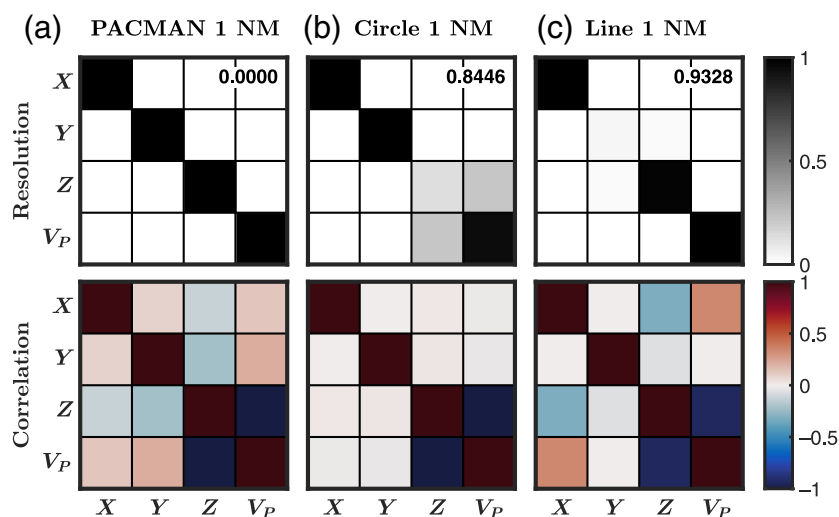 (a) PACMAN 1 NM (b) Circle 1 NM (c) Line 1 NM
X 0.0000 0.8446 0.9328 1
Y
Resolution 0.5
Z
V_P 0
X 1
Y 0.5
Correlation 0
Z −0.5
V_P −1
X Y Z V_P X Y Z V_P X Y Z V_P